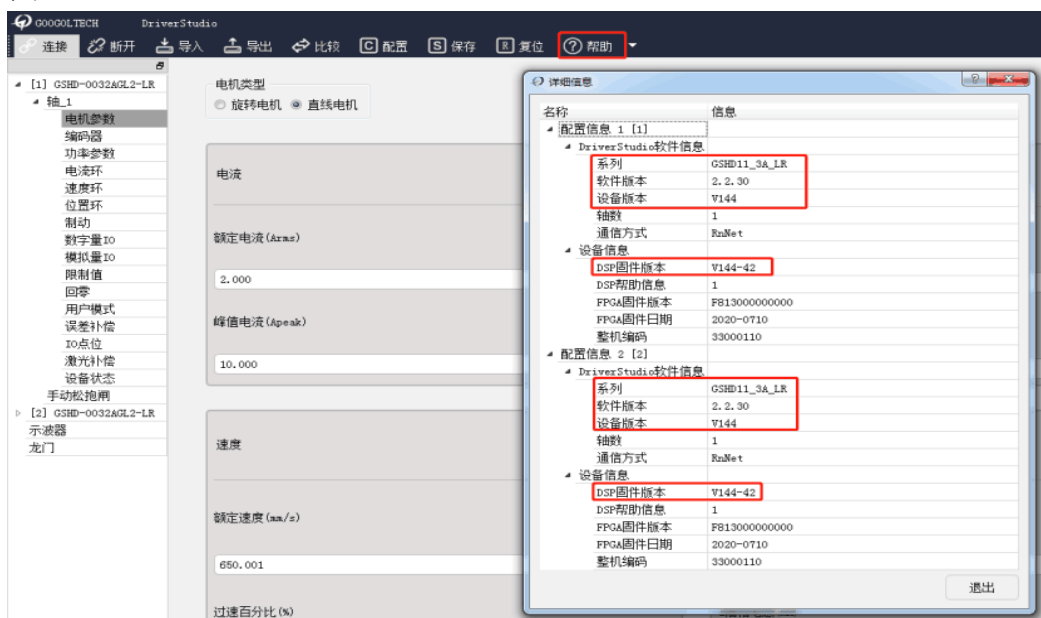 GOOGOLTECH DriverStudio
连接 断开 导入 导出 比较 C 配置 S 保存 R 复位 ? 帮助
[1] GSHD-0032AGL2-LR
轴_1
电机参数
编码器
功率参数
电流环
速度环
位置环
制动
数字量IO
模拟量IO
限制值
回零
用户模式
误差补偿
IO点位
激光补偿
设备状态
手动松抱闸
[2] GSHD-0032AGL2-LR
示波器
龙门
电机类型
旋转电机 直线电机
电流
额定电流(Arms)
2.000
峰值电流(Apeak)
10.000
速度
额定速度(mm/s)
650.001
过速百分比(%)
详细信息
名称 信息
配置信息 1 [1]
DriverStudio软件信息
系列 GSHD11_3A_LR
软件版本 2.2.30
设备版本 V144
轴数 1
通信方式 RnNet
设备信息
DSP固件版本 V144-42
DSP帮助信息 1
FPGA固件版本 F813000000000
FPGA固件日期 2020-0710
整机编码 33000110
配置信息 2 [2]
DriverStudio软件信息
系列 GSHD11_3A_LR
软件版本 2.2.30
设备版本 V144
轴数 1
通信方式 RnNet
设备信息
DSP固件版本 V144-42
DSP帮助信息 1
FPGA固件版本 F813000000000
FPGA固件日期 2020-0710
整机编码 33000110
退出